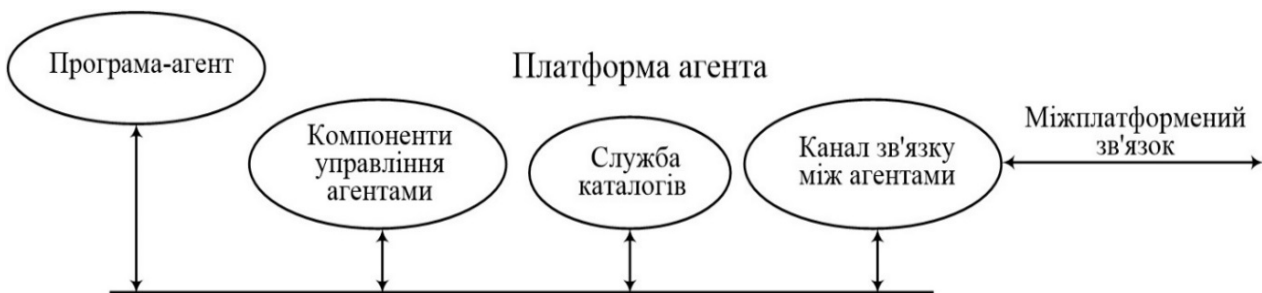 Програма-агент
Платформа агента
Компоненти
управління
агентами
Служба
каталогів
Канал зв'язку
між агентами
Міжплатформений
зв'язок